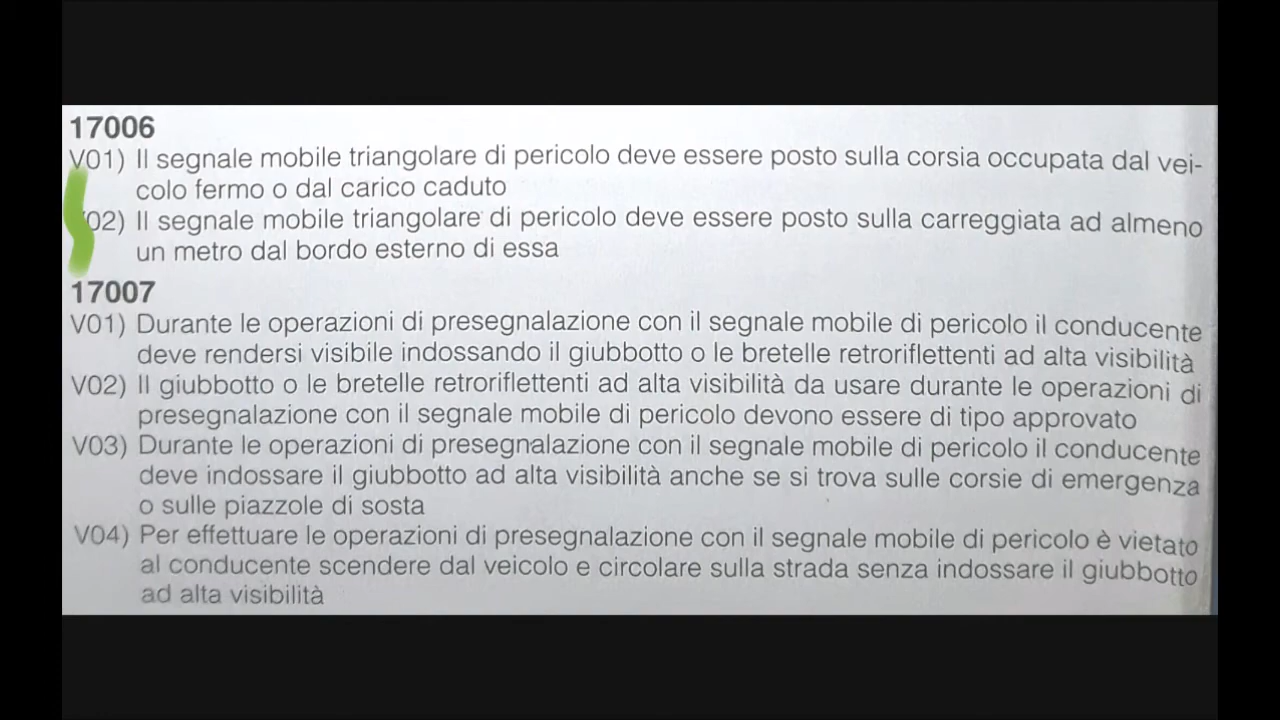 17006
V01) Il segnale mobile triangolare di pericolo deve essere posto sulla corsia occupata dal vei-
colo fermo o dal carico caduto
V02) Il segnale mobile triangolare di pericolo deve essere posto sulla carreggiata ad almeno
un metro dal bordo esterno di essa
17007
V01) Durante le operazioni di presegnalazione con il segnale mobile di pericolo il conducente
deve rendersi visibile indossando il giubbotto o le bretelle retroriflettenti ad alta visibilità
V02) Il giubbotto o le bretelle retroriflettenti ad alta visibilità da usare durante le operazioni di
presegnalazione con il segnale mobile di pericolo devono essere di tipo approvato
V03) Durante le operazioni di presegnalazione con il segnale mobile di pericolo il conducente
deve indossare il giubbotto ad alta visibilità anche se si trova sulle corsie di emergenza
o sulle piazzole di sosta
V04) Per effettuare le operazioni di presegnalazione con il segnale mobile di pericolo è vietato
al conducente scendere dal veicolo e circolare sulla strada senza indossare il giubbotto
ad alta visibilità